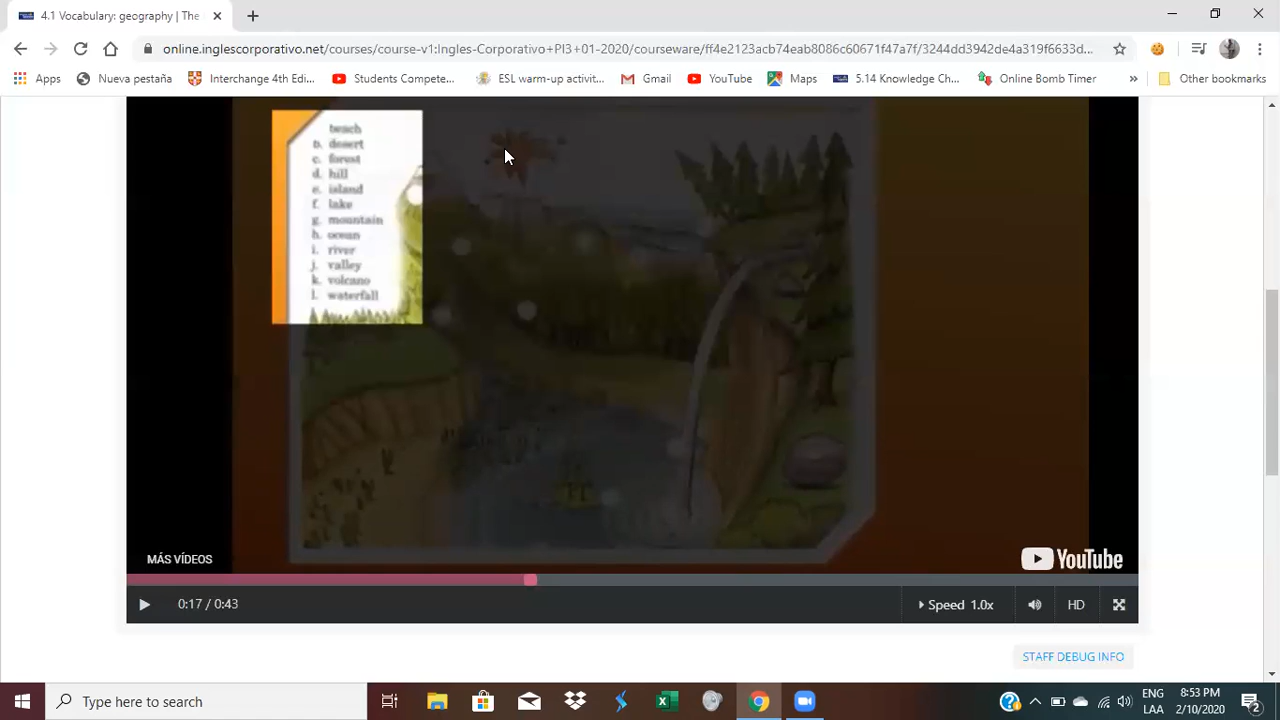 4.1 Vocabulary: geography | The
online.inglescorporativo.net/courses/course-v1:Ingles-Corporativo+PI3+01-2020/courseware/ff4e2123acb74eab8086c60671f47a7f/3244dd3942de4a319f6633d...
Apps Nueva pestaña Interchange 4th Edi... Students Compete... ESL warm-up activit... Gmail YouTube Maps 5.14 Knowledge Ch... Online Bomb Timer » Other bookmarks
beach
b. desert
c. forest
d. hill
e. island
f. lake
g. mountain
h. ocean
i. river
j. valley
k. volcano
l. waterfall
MÁS VÍDEOS
YouTube
0:17 / 0:43 Speed 1.0x HD
STAFF DEBUG INFO
Type here to search
ENG 8:53 PM
LAA 2/10/2020 2